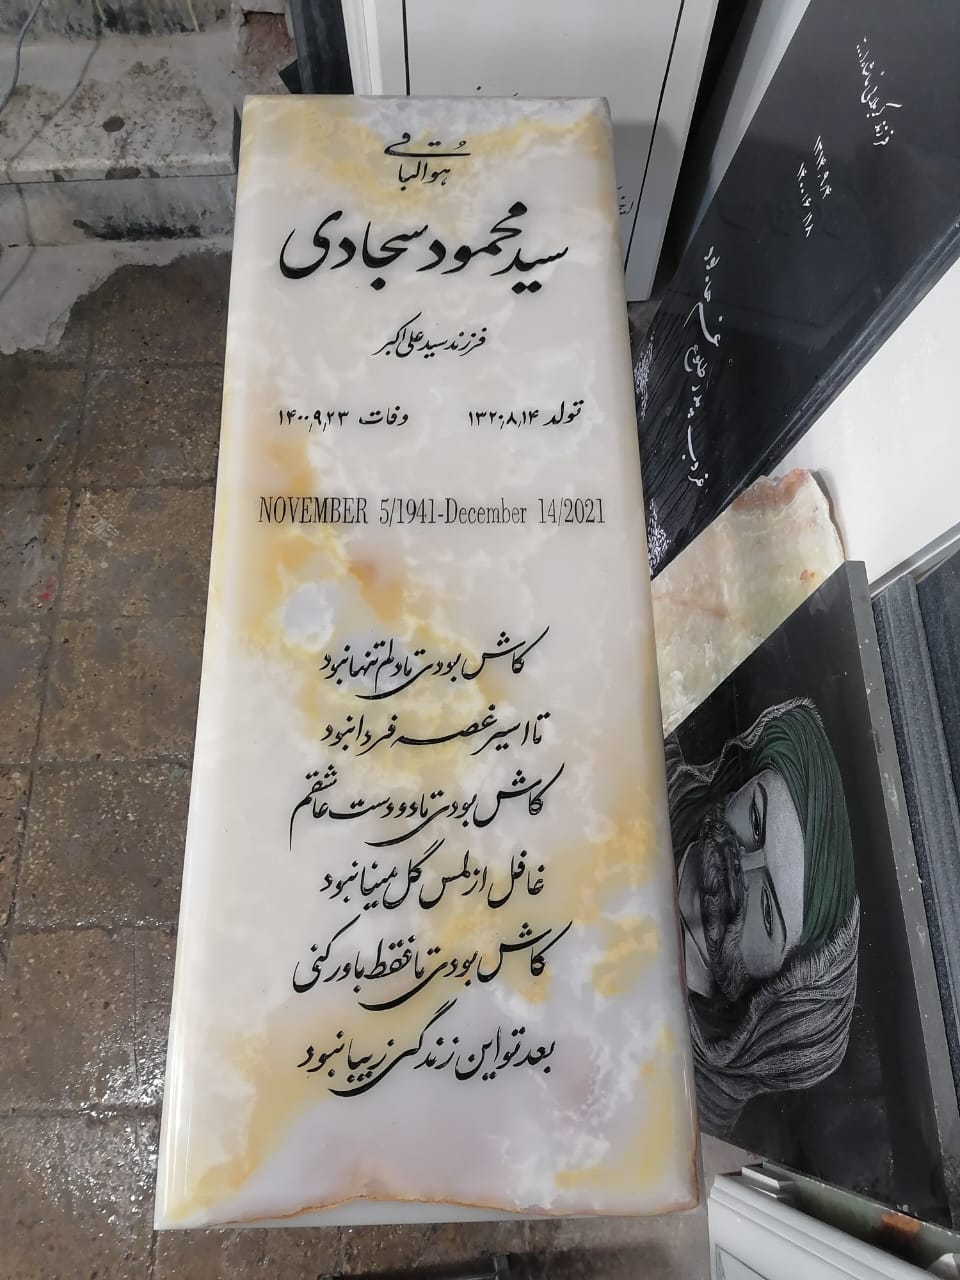 هوالباقی
سید محمود سجادی
فرزند سید علی اکبر
تولد ۱۳۲۰,۸,۱۴ وفات ۱۴۰۰,۹,۲۳
NOVEMBER 5/1941-December 14/2021
کاش بودی تا دلم تنها نبود
تا اسیر غصه فردا نبود
کاش بودی تا دو دست عاشقم
غافل از لمس گل مینا نبود
کاش بودی تا فقط باور کنی
بعد تو این زندگی زیبا نبود